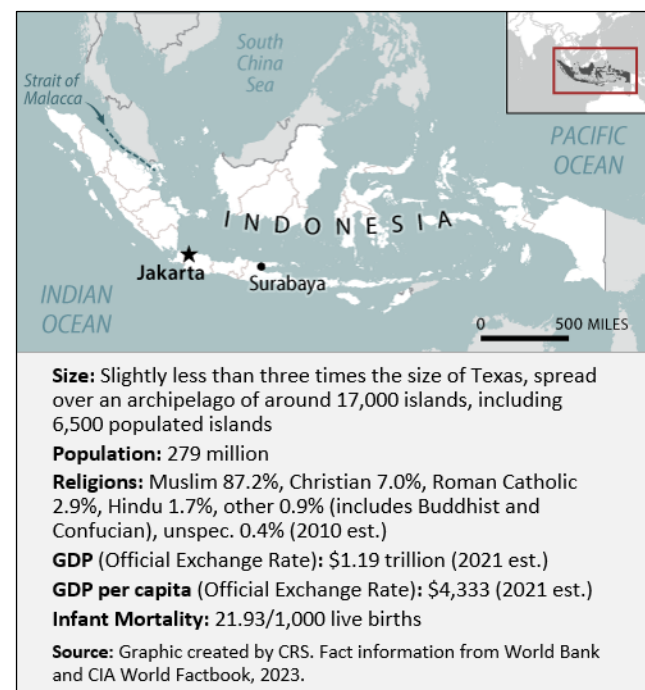 South
China
Sea
Strait of
Malacca
PACIFIC
OCEAN
INDONESIA
Jakarta
Surabaya
INDIAN
OCEAN
0 500 MILES
Size: Slightly less than three times the size of Texas, spread
over an archipelago of around 17,000 islands, including
6,500 populated islands
Population: 279 million
Religions: Muslim 87.2%, Christian 7.0%, Roman Catholic
2.9%, Hindu 1.7%, other 0.9% (includes Buddhist and
Confucian), unspec. 0.4% (2010 est.)
GDP (Official Exchange Rate): $1.19 trillion (2021 est.)
GDP per capita (Official Exchange Rate): $4,333 (2021 est.)
Infant Mortality: 21.93/1,000 live births
Source: Graphic created by CRS. Fact information from World Bank
and CIA World Factbook, 2023.